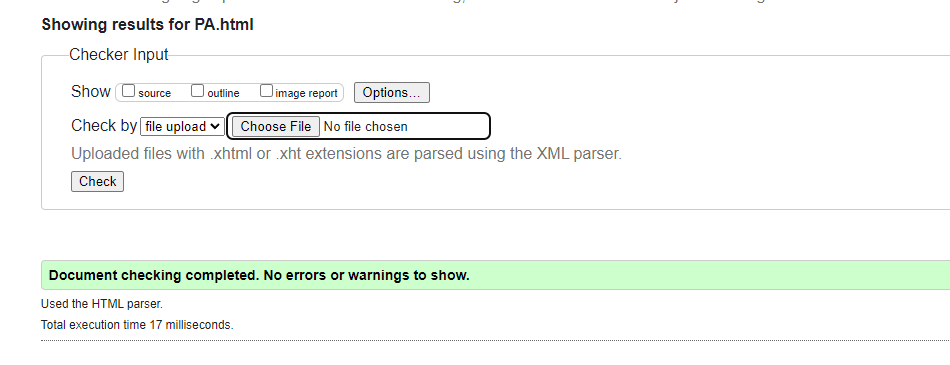 Showing results for PA.html
Checker Input
Show source outline image report Options...
Check by file upload Choose File No file chosen
Uploaded files with .xhtml or .xht extensions are parsed using the XML parser.
Check
Document checking completed. No errors or warnings to show.
Used the HTML parser.
Total execution time 17 milliseconds.